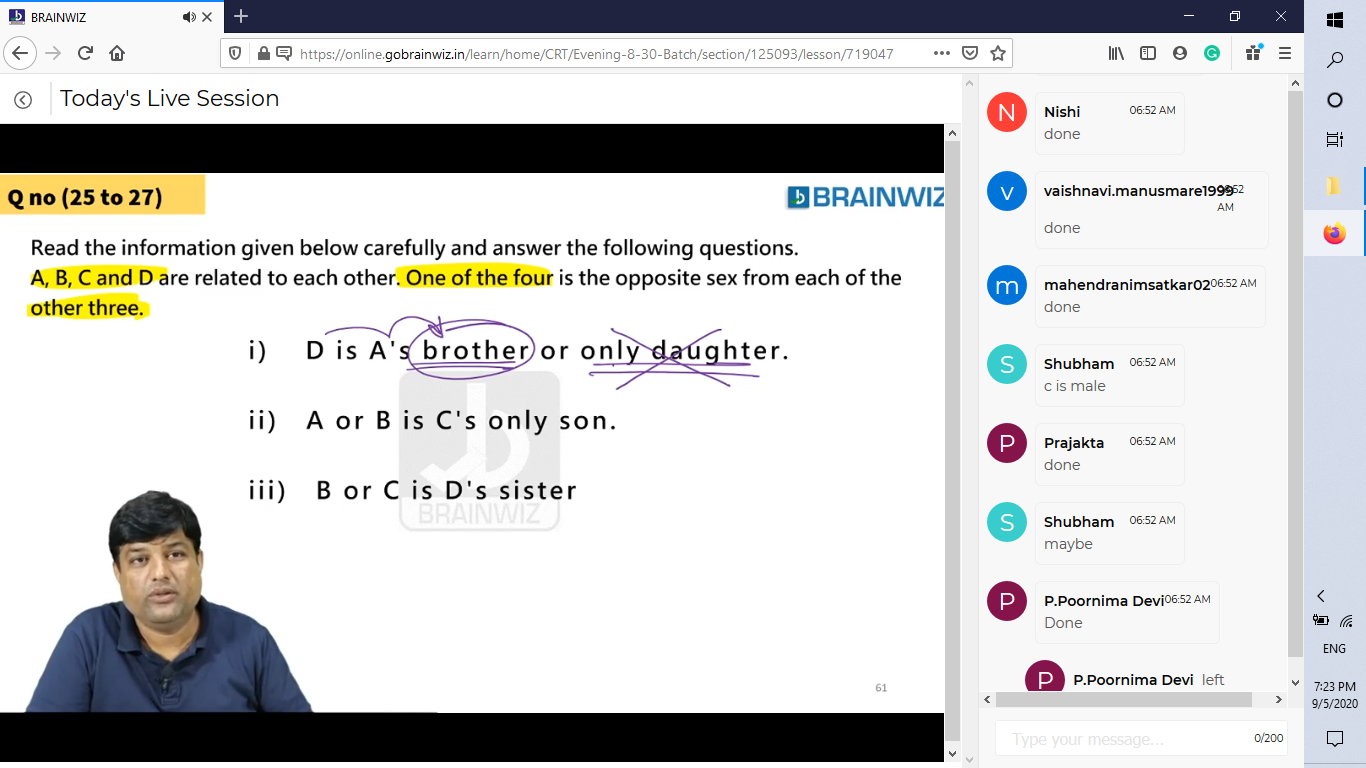 BRAINWIZ
https://online.gobrainwiz.in/learn/home/CRT/Evening-8-30-Batch/section/125093/lesson/719047
Today's Live Session
Q no (25 to 27)
BRAINWIZ
Read the information given below carefully and answer the following questions.
A, B, C and D are related to each other. One of the four is the opposite sex from each of the
other three.
i) D is A's brother or only daughter.
ii) A or B is C's only son.
iii) B or C is D's sister
BRAINWIZ
61
N
Nishi 06:52 AM
done
v
vaishnavi.manusmare1999 06:52
AM
done
m
mahendranimsatkar02 06:52 AM
done
S
Shubham 06:52 AM
c is male
P
Prajakta 06:52 AM
done
S
Shubham 06:52 AM
maybe
P
P.Poornima Devi 06:52 AM
Done
P
P.Poornima Devi left
Type your message... 0/200
ENG
7:23 PM
9/5/2020